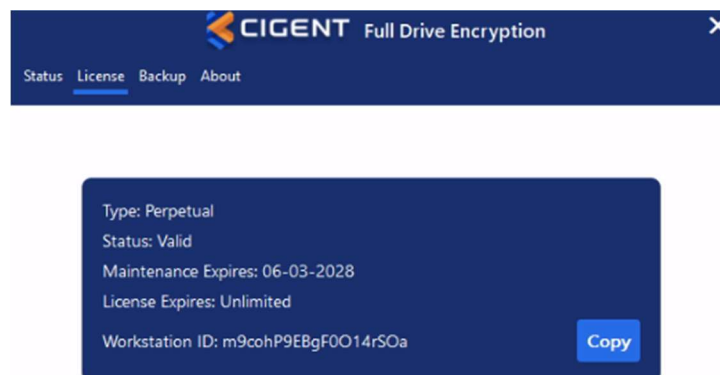 CIGENT Full Drive Encryption
Status License Backup About
Type: Perpetual
Status: Valid
Maintenance Expires: 06-03-2028
License Expires: Unlimited
Workstation ID: m9cohP9EBgF0O14rSOa Copy